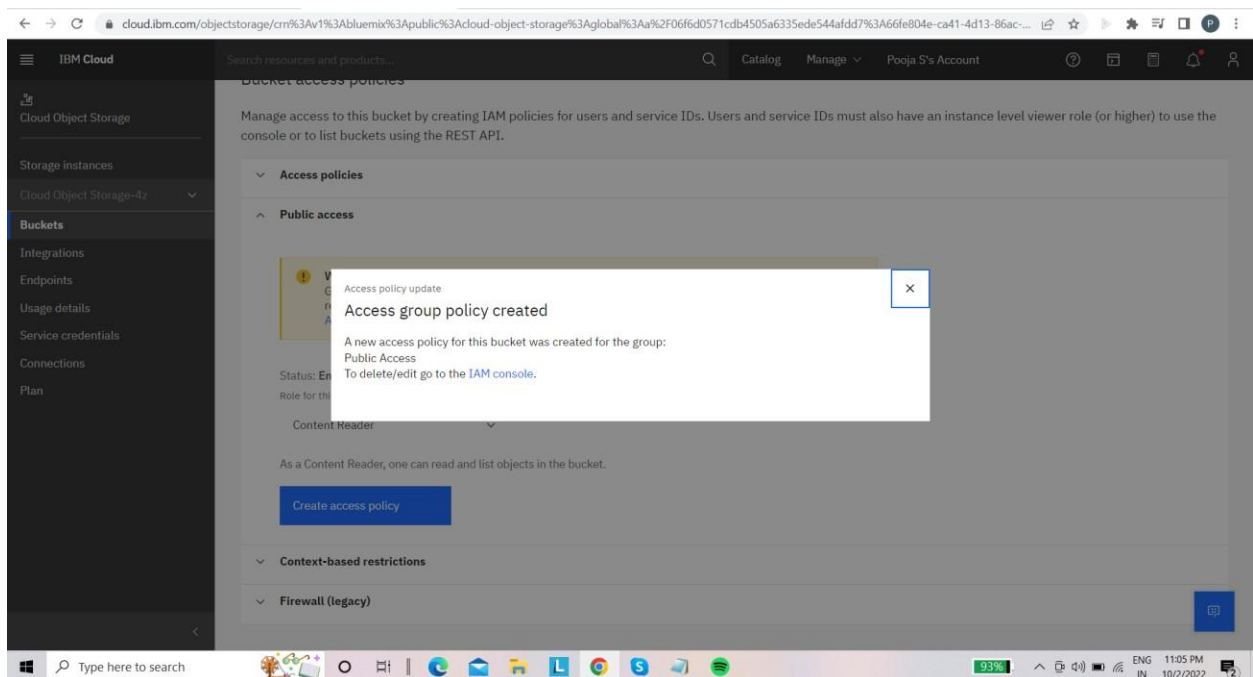 cloud.ibm.com/objectstorage/crn%3Av1%3Abluemix%3Apublic%3Acloud-object-storage%3Aglobal%3Aa%2F06f6d0571cdb4505a6335ede544afdd7%3A66fe804e-ca41-4d13-86ac-...
P
IBM Cloud
Search resources and products...
Catalog
Manage
Pooja S's Account
Cloud Object Storage
Storage instances
Cloud Object Storage-4z
Buckets
Integrations
Endpoints
Usage details
Service credentials
Connections
Plan
Bucket access policies
Manage access to this bucket by creating IAM policies for users and service IDs. Users and service IDs must also have an instance level viewer role (or higher) to use the
console or to list buckets using the REST API.
Access policies
Public access
Access policy update
Access group policy created
A new access policy for this bucket was created for the group:
Public Access
To delete/edit go to the IAM console.
Status:
Role for
Content Reader
As a Content Reader, one can read and list objects in the bucket.
Create access policy
Context-based restrictions
Firewall (legacy)
Type here to search
L
S
93%
ENG
IN
11:05 PM
10/2/2022
2